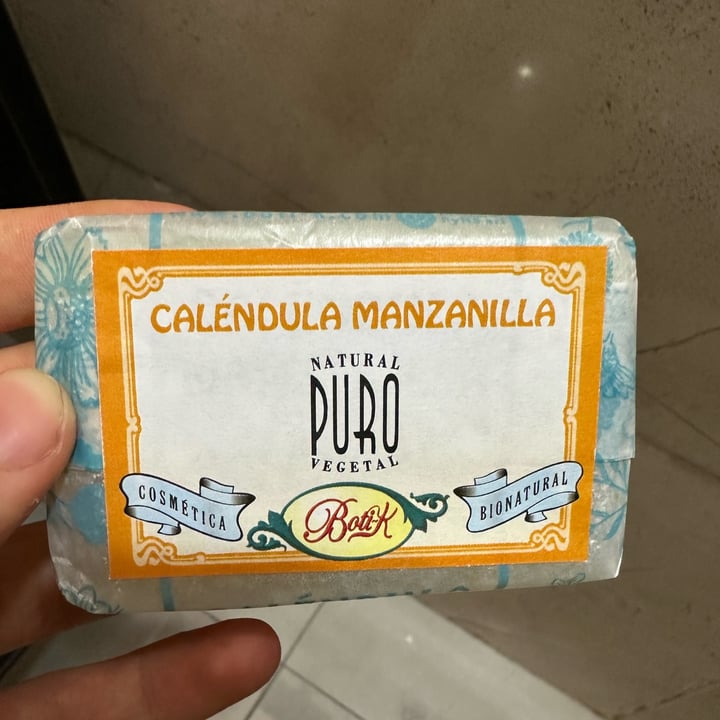 CALÉNDULA MANZANILLA
NATURAL
PURO
VEGETAL
COSMÉTICA
Boti-K
BIONATURAL